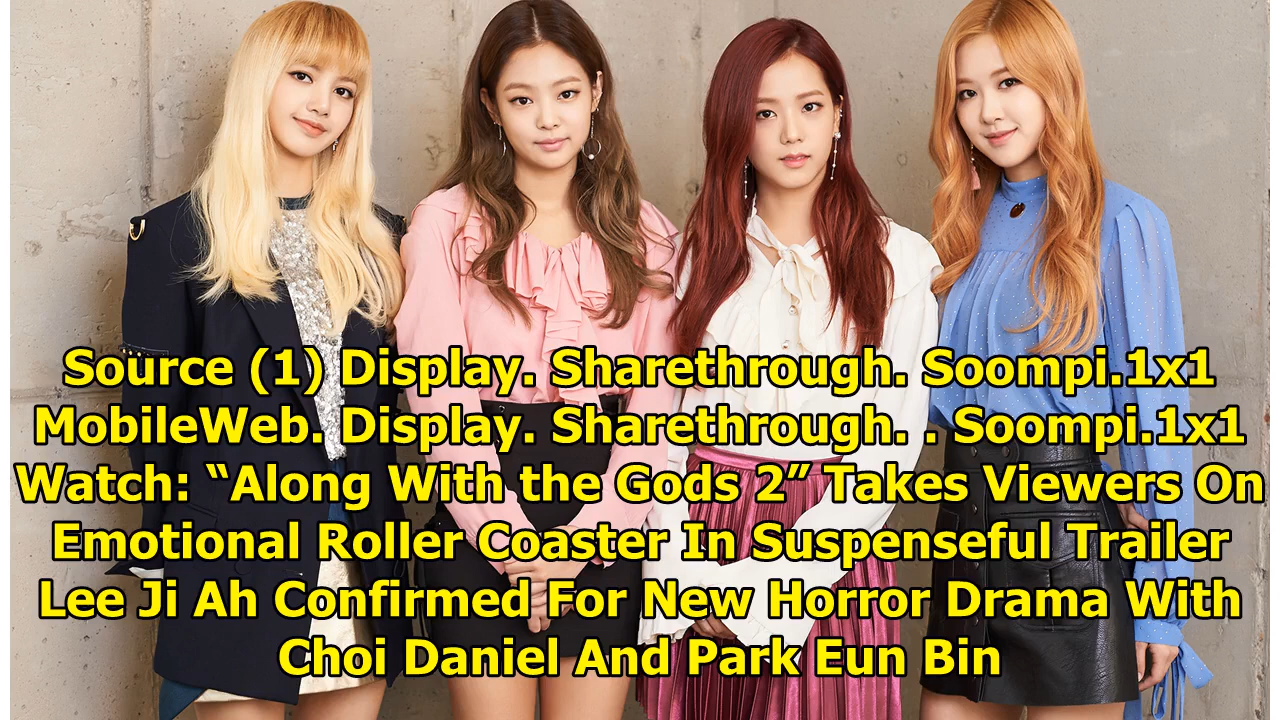 Source (1) Display. Sharethrough. Soompi.1x1
MobileWeb. Display. Sharethrough. . Soompi.1x1
Watch: “Along With the Gods 2” Takes Viewers On
Emotional Roller Coaster In Suspenseful Trailer
Lee Ji Ah Confirmed For New Horror Drama With
Choi Daniel And Park Eun Bin